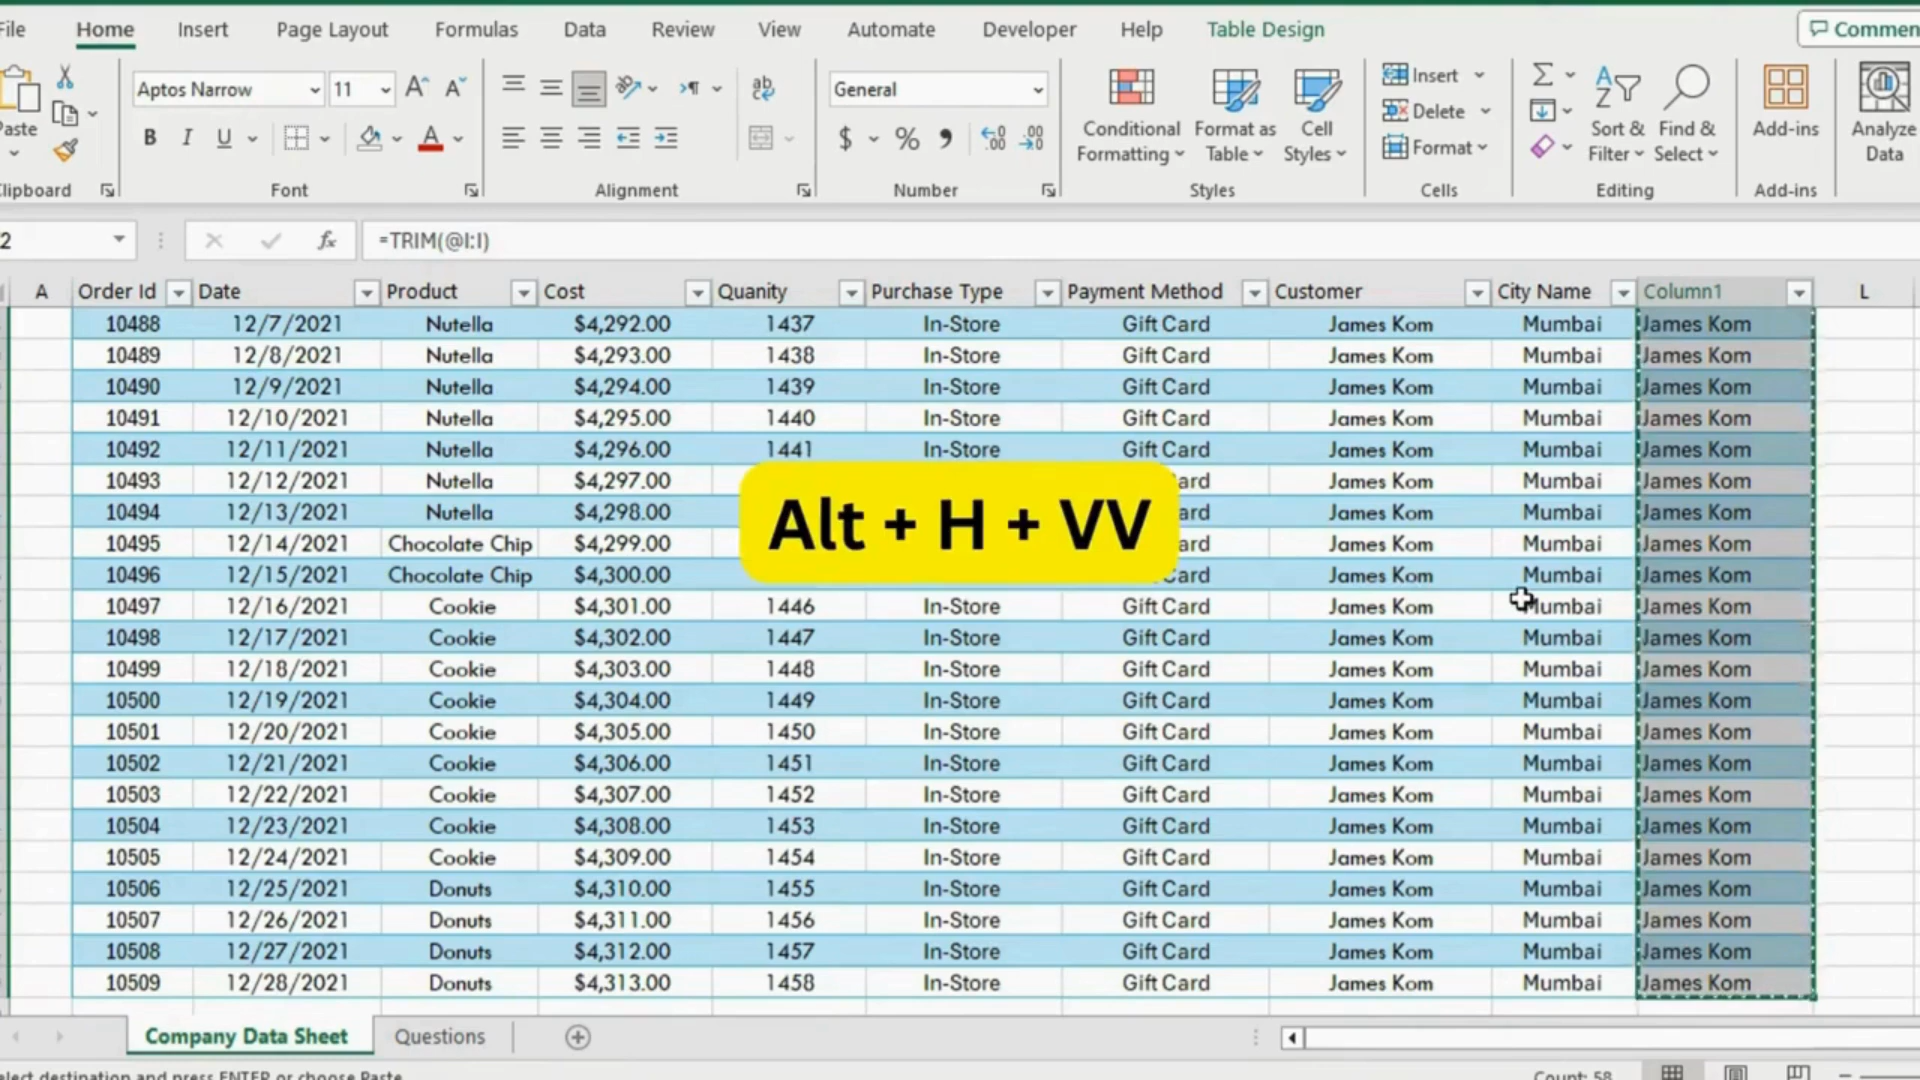 File Home Insert Page Layout Formulas Data Review View Automate Developer Help Table Design Commen
Aptos Narrow 11 General Insert
Delete
Paste Conditional Format as Cell Sort & Find & Add-ins Analyze
Formatting Table Styles Format Filter Select Data
Clipboard Font Alignment Number Styles Cells Editing Add-ins
2 fx =TRIM(@I:I)
A Order Id Date Product Cost Quanity Purchase Type Payment Method Customer City Name Column1 L
10488 12/7/2021 Nutella $4,292.00 1437 In-Store Gift Card James Kom Mumbai James Kom
10489 12/8/2021 Nutella $4,293.00 1438 In-Store Gift Card James Kom Mumbai James Kom
10490 12/9/2021 Nutella $4,294.00 1439 In-Store Gift Card James Kom Mumbai James Kom
10491 12/10/2021 Nutella $4,295.00 1440 In-Store Gift Card James Kom Mumbai James Kom
10492 12/11/2021 Nutella $4,296.00 1441 In-Store Gift Card James Kom Mumbai James Kom
10493 12/12/2021 Nutella $4,297.00 ard James Kom Mumbai James Kom
10494 12/13/2021 Nutella $4,298.00 ard James Kom Mumbai James Kom
Alt + H + VV
10495 12/14/2021 Chocolate Chip $4,299.00 ard James Kom Mumbai James Kom
10496 12/15/2021 Chocolate Chip $4,300.00 Card James Kom Mumbai James Kom
10497 12/16/2021 Cookie $4,301.00 1446 In-Store Gift Card James Kom Mumbai James Kom
10498 12/17/2021 Cookie $4,302.00 1447 In-Store Gift Card James Kom Mumbai James Kom
10499 12/18/2021 Cookie $4,303.00 1448 In-Store Gift Card James Kom Mumbai James Kom
10500 12/19/2021 Cookie $4,304.00 1449 In-Store Gift Card James Kom Mumbai James Kom
10501 12/20/2021 Cookie $4,305.00 1450 In-Store Gift Card James Kom Mumbai James Kom
10502 12/21/2021 Cookie $4,306.00 1451 In-Store Gift Card James Kom Mumbai James Kom
10503 12/22/2021 Cookie $4,307.00 1452 In-Store Gift Card James Kom Mumbai James Kom
10504 12/23/2021 Cookie $4,308.00 1453 In-Store Gift Card James Kom Mumbai James Kom
10505 12/24/2021 Cookie $4,309.00 1454 In-Store Gift Card James Kom Mumbai James Kom
10506 12/25/2021 Donuts $4,310.00 1455 In-Store Gift Card James Kom Mumbai James Kom
10507 12/26/2021 Donuts $4,311.00 1456 In-Store Gift Card James Kom Mumbai James Kom
10508 12/27/2021 Donuts $4,312.00 1457 In-Store Gift Card James Kom Mumbai James Kom
10509 12/28/2021 Donuts $4,313.00 1458 In-Store Gift Card James Kom Mumbai James Kom
Company Data Sheet Questions
elect destination and press ENTER or choose Paste Count: 58